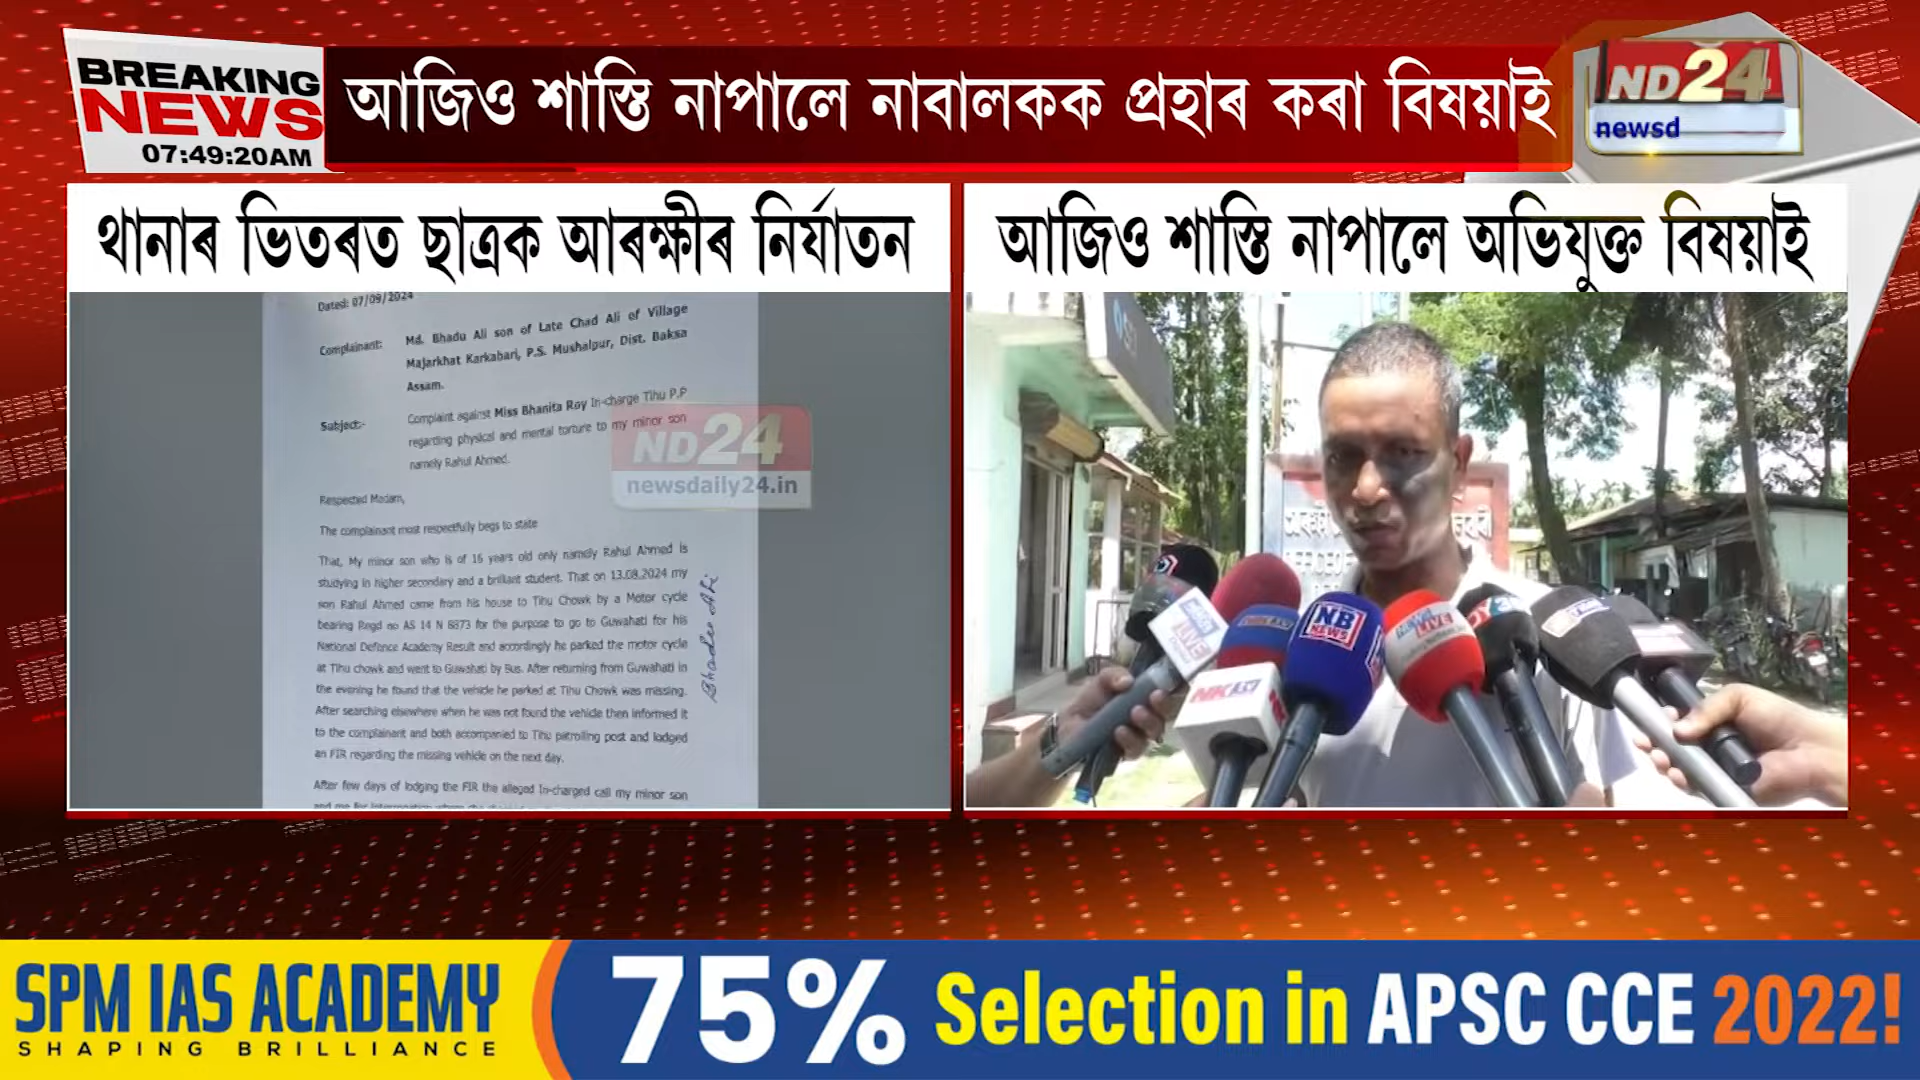 BREAKING
NEWS
07:49:20AM
আজিও শাস্তি নাপালে নাবালকক প্ৰহাৰ কৰা বিষয়াই
ND24
newsd
থানাৰ ভিতৰত ছাত্ৰক আৰক্ষীৰ নিৰ্যাতন
আজিও শাস্তি নাপালে অভিযুক্ত বিষয়াই
Dated: 07/09/2024
Complainant: Md. Bhadu Ali son of Late Chad Ali of Village
Majarkhat Karkabari, P.S. Mushalpur, Dist. Baksa
Assam.
Subject:- Complaint against Miss Bhanita Roy In-charge Tihu P.P
regarding physical and mental torture to my minor son
namely Rahul Ahmed.
ND24
newsdaily24.in
Respected Madam,
The complainant most respectfully begs to state
That, My minor son who is of 16 years old only namely Rahul Ahmed is
studying in higher secondary and a brilliant student. That on 13.08.2024 my
son Rahul Ahmed came from his house to Tihu Chowk by a Motor cycle
bearing Regd no AS 14 N 8873 for the purpose to go to Guwahati for his
National Defence Academy Result and accordingly he parked the motor cycle
at Tihu chowk and went to Guwahati by Bus. After returning from Guwahati in
the evening he found that the vehicle he parked at Tihu Chowk was missing.
After searching elsewhere when he was not found the vehicle then informed it
to the complainant and both accompanied to Tihu patrolling post and lodged
an FIR regarding the missing vehicle on the next day.
After few days of lodging the FIR the alleged In-charged call my minor son
Bhadu Ali
NB
NEWS
LIVE
NK
SPM IAS ACADEMY
SHAPING BRILLIANCE
75% Selection in APSC CCE 2022!